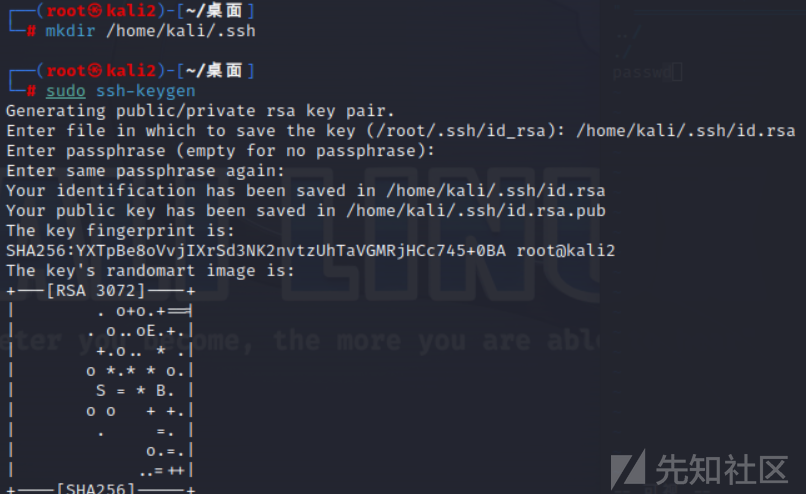 ┌──(root㉿kali2)-[~/桌面]
└─# mkdir /home/kali/.ssh
┌──(root㉿kali2)-[~/桌面]
└─# sudo ssh-keygen
Generating public/private rsa key pair.
Enter file in which to save the key (/root/.ssh/id_rsa): /home/kali/.ssh/id.rsa
Enter passphrase (empty for no passphrase):
Enter same passphrase again:
Your identification has been saved in /home/kali/.ssh/id.rsa
Your public key has been saved in /home/kali/.ssh/id.rsa.pub
The key fingerprint is:
SHA256:YXTpBe8oVvjIXrSd3NK2nvtzUhTaVGMRjHCc745+0BA root@kali2
The key's randomart image is:
+---[RSA 3072]----+
|        . o+o.+==|
|       . o..oE.+.|
|        +.o.. * .|
|       o *.* * o.|
|        S = * B. |
|       o o   + +.|
|        .     =. |
|             o.=.|
|            ..=++|
+----[SHA256]-----+
../
./
passw
eter you become, the more you are abl
先知社区